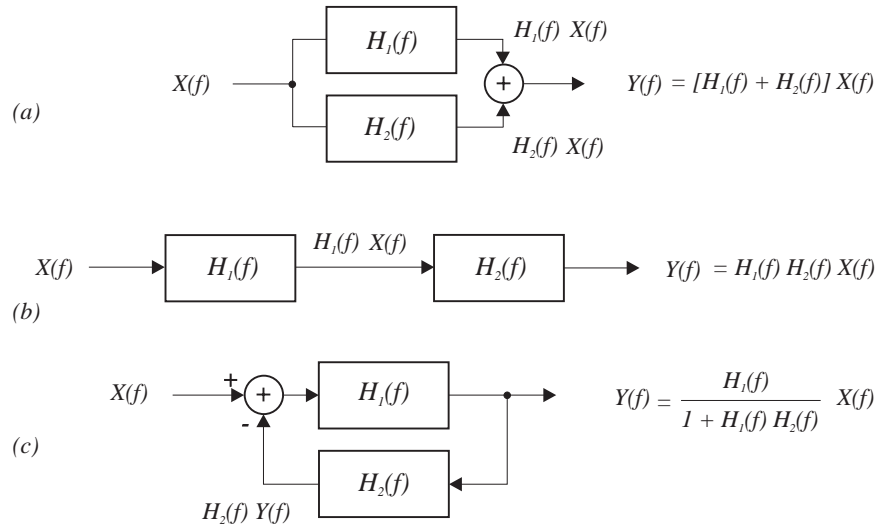 H₁(f)
H₁(f) X(f)
X(f)
+
Y(f) = [H₁(f) + H₂(f)] X(f)
(a)
H₂(f)
H₂(f) X(f)
X(f)
H₁(f)
H₁(f) X(f)
H₂(f)
Y(f) = H₁(f) H₂(f) X(f)
(b)
X(f)
+
+
-
H₁(f)
Y(f) = H₁(f) / 1 + H₁(f) H₂(f) X(f)
(c)
H₂(f)
H₂(f) Y(f)